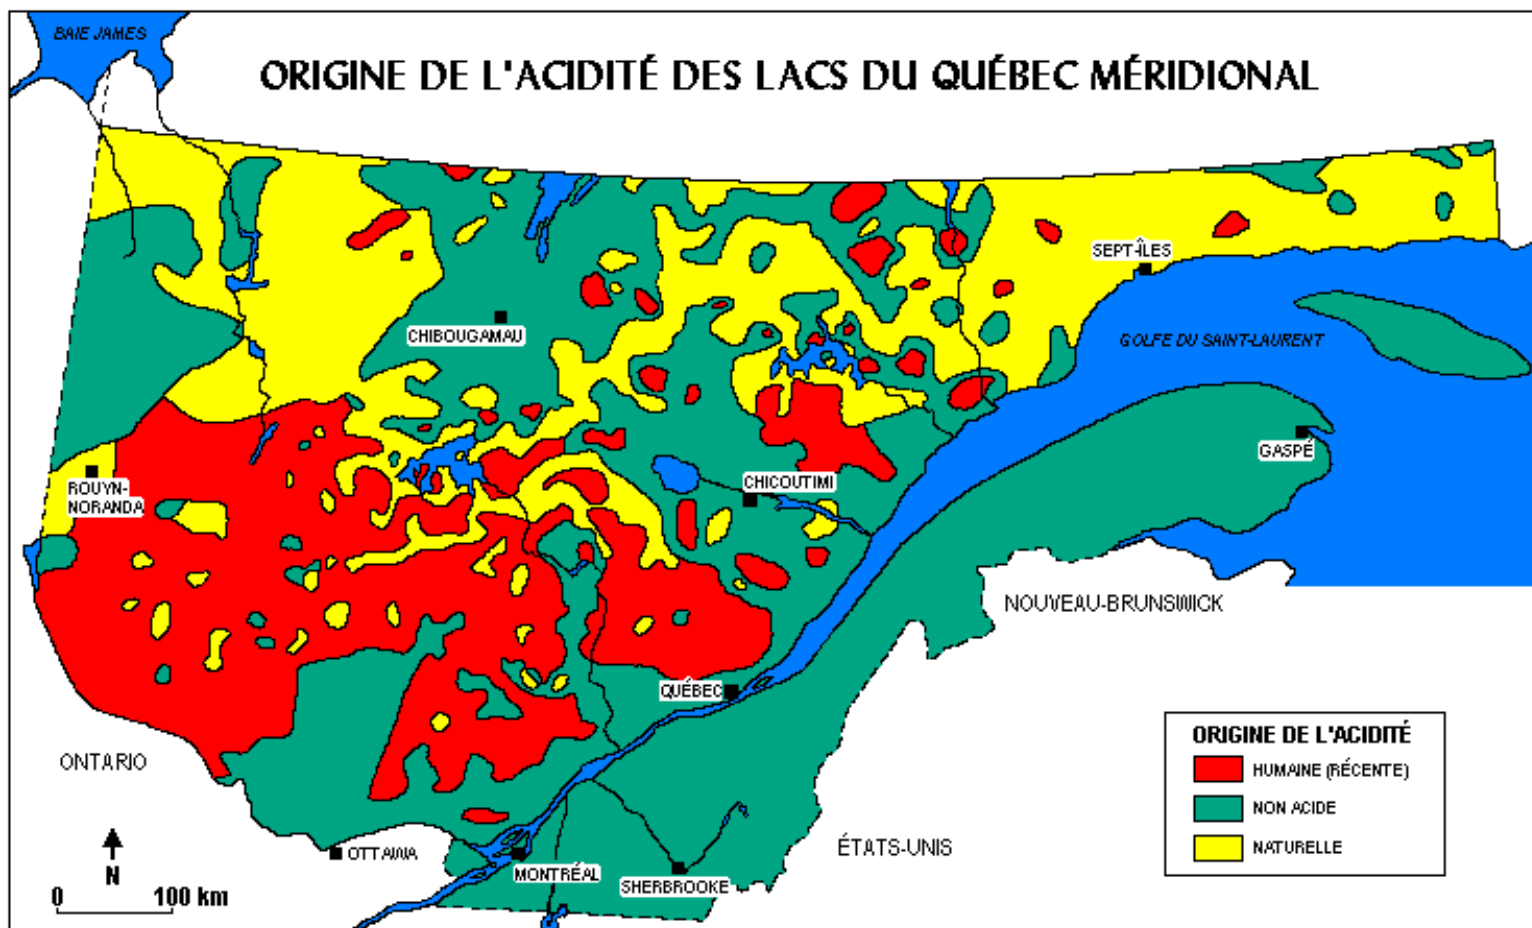 BAIE JAMES
ORIGINE DE L'ACIDITÉ DES LACS DU QUÉBEC MÉRIDIONAL
SEPT-ÎLES
CHIBOUGAMAU
GOLFE DU SAINT-LAURENT
GASPÉ
ROUYN-
NORANDA
CHICOUTIMI
NOUVEAU-BRUNSWICK
QUÉBEC
ONTARIO
ORIGINE DE L'ACIDITÉ
HUMAINE (RÉCENTE)
NON ACIDE
NATURELLE
ÉTATS-UNIS
OTTAWA
MONTRÉAL
SHERBROOKE
N
0 100 km